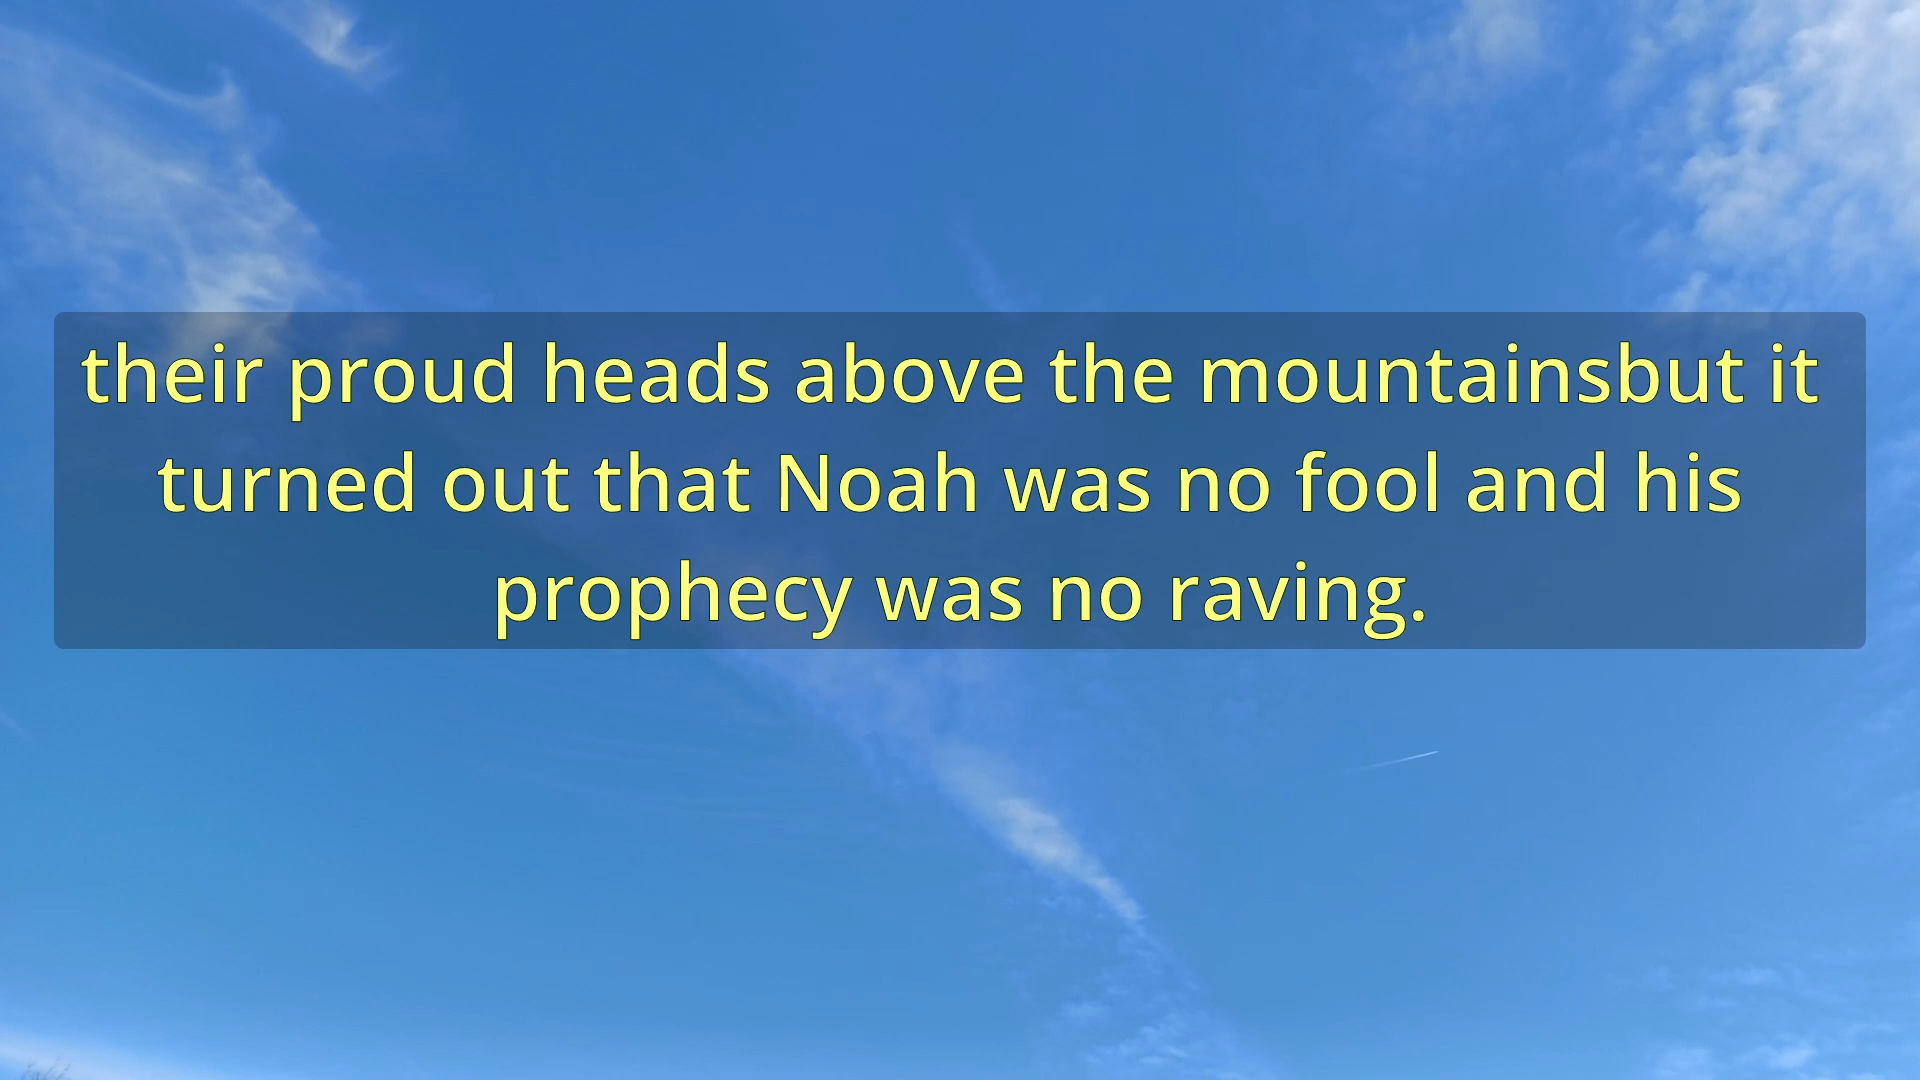 their proud heads above the mountainsbut it
turned out that Noah was no fool and his
prophecy was no raving.